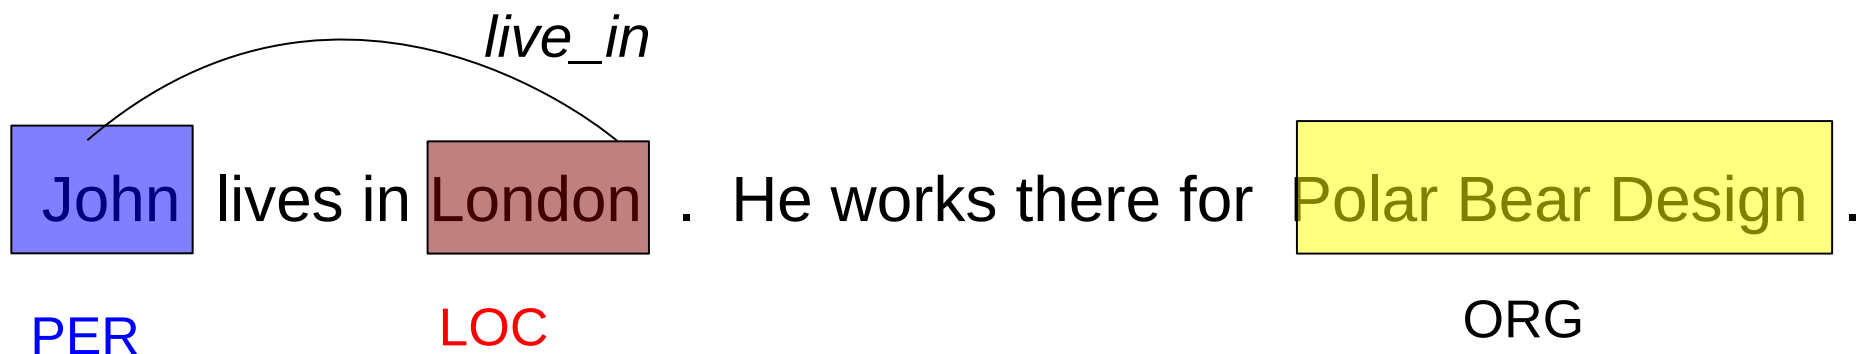 live_in
John lives in London . He works there for Polar Bear Design .
PER LOC ORG